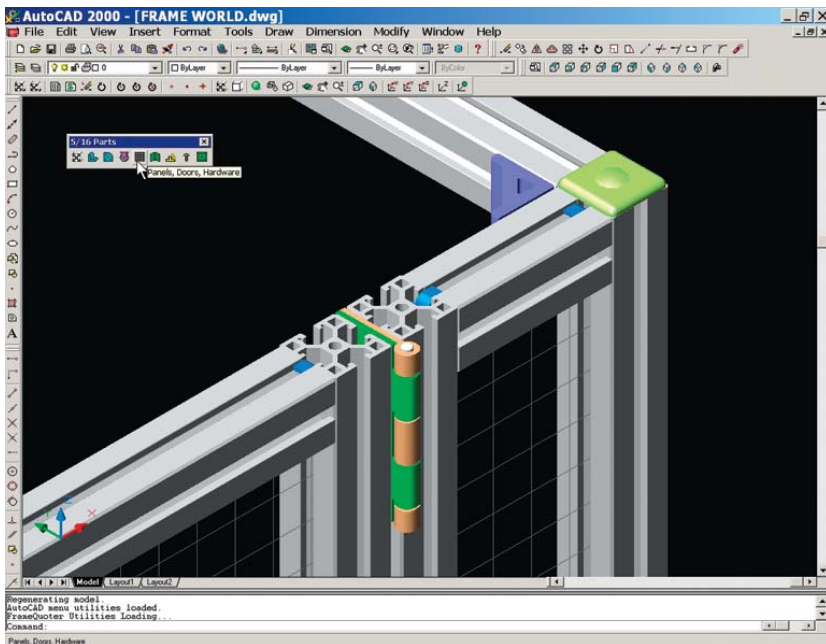 AutoCAD 2000 - [FRAME WORLD.dwg]
File Edit View Insert Format Tools Draw Dimension Modify Window Help
0 ByLayer ByLayer ByLayer ByColor
5/16 Parts
Panels, Doors, Hardware
X
Model Layout1 Layout2
Regenerating model.
AutoCAD menu utilities loaded.
FrameQuoter Utilities Loading...
Command:
Panels, Doors, Hardware